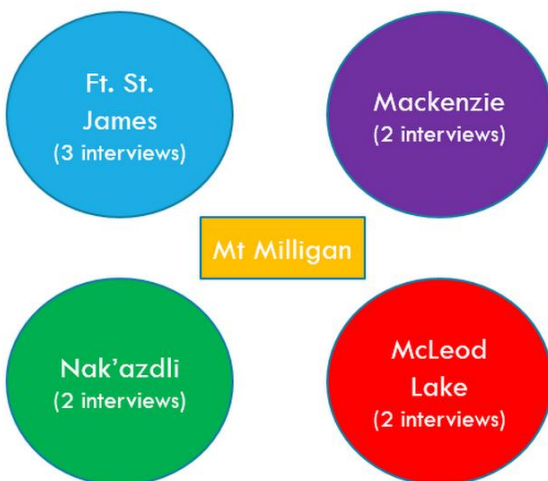 Ft. St.
James
(3 interviews)
Mackenzie
(2 interviews)
Mt Milligan
Nak'azdli
(2 interviews)
McLeod
Lake
(2 interviews)